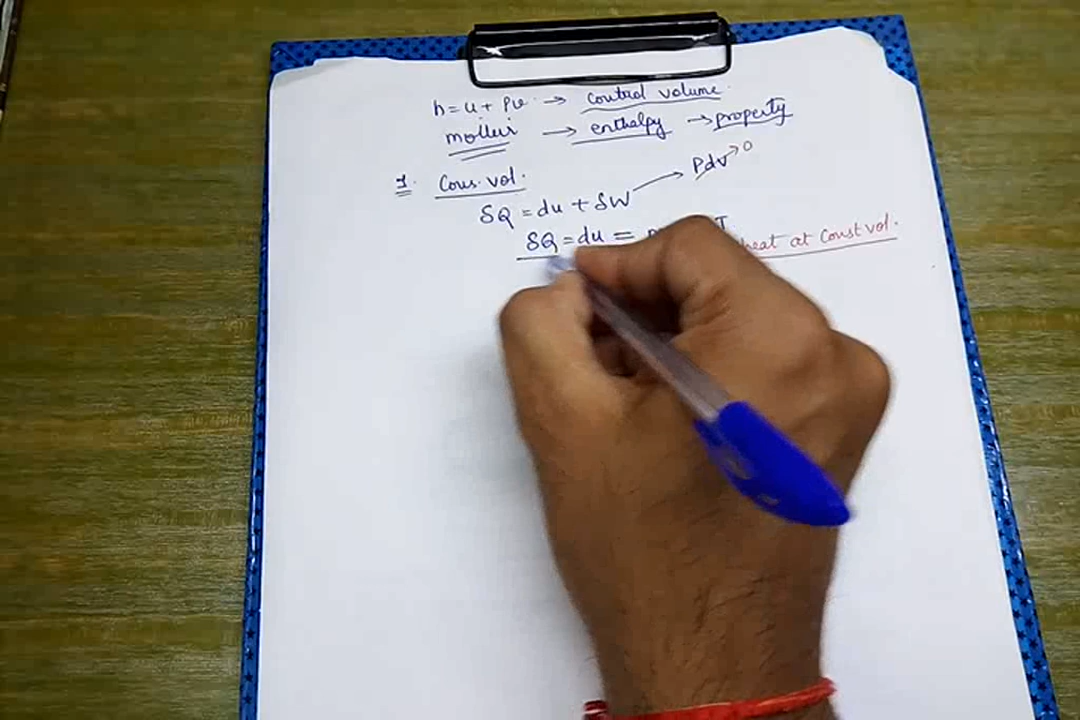 h = u + pv → control volume
mollier → enthalpy → property
1. Cons. vol.
δQ = du + δW → Pdv → 0
δQ = du = heat at Const vol.